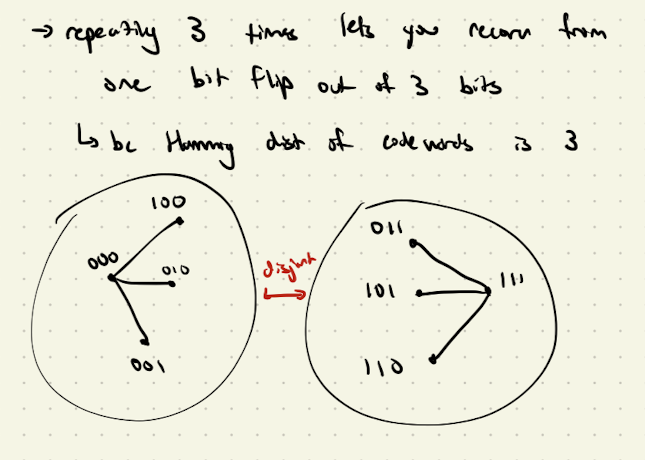 → repeating 3 times lets you recover from
one bit flip out of 3 bits
↳ bc Hamming dist of codewords is 3
100
000
010
001
disjoint
011
101
111
110